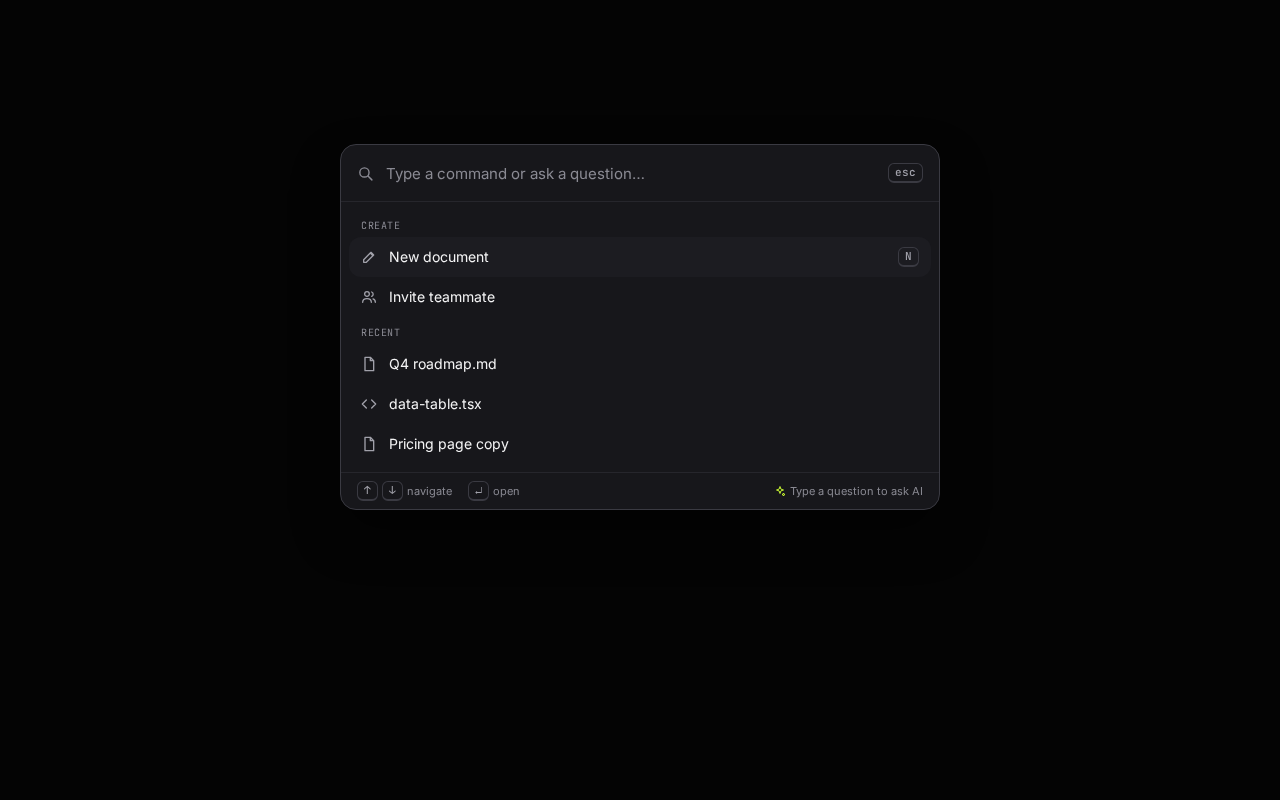 Type a command or ask a question...
esc
CREATE
New document
N
Invite teammate
RECENT
Q4 roadmap.md
data-table.tsx
Pricing page copy
↑ ↓ navigate ↵ open
Type a question to ask AI